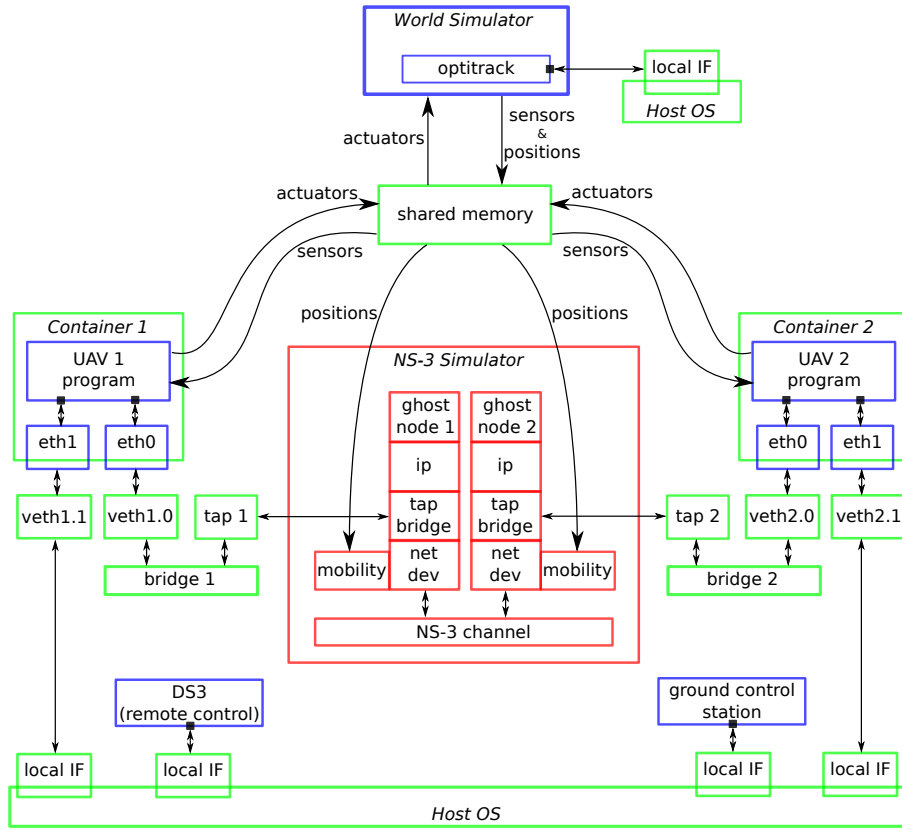 World Simulator
optitrack
local IF
Host OS
actuators
sensors
&
positions
actuators
shared memory
actuators
sensors
sensors
positions
positions
Container 1
UAV 1
program
eth1
eth0
veth1.1
veth1.0
tap 1
bridge 1
NS-3 Simulator
ghost
node 1
ip
tap
bridge
net
dev
mobility
ghost
node 2
ip
tap
bridge
net
dev
mobility
NS-3 channel
Container 2
UAV 2
program
eth0
eth1
tap 2
veth2.0
veth2.1
bridge 2
DS3
(remote control)
ground control
station
local IF
local IF
local IF
local IF
Host OS